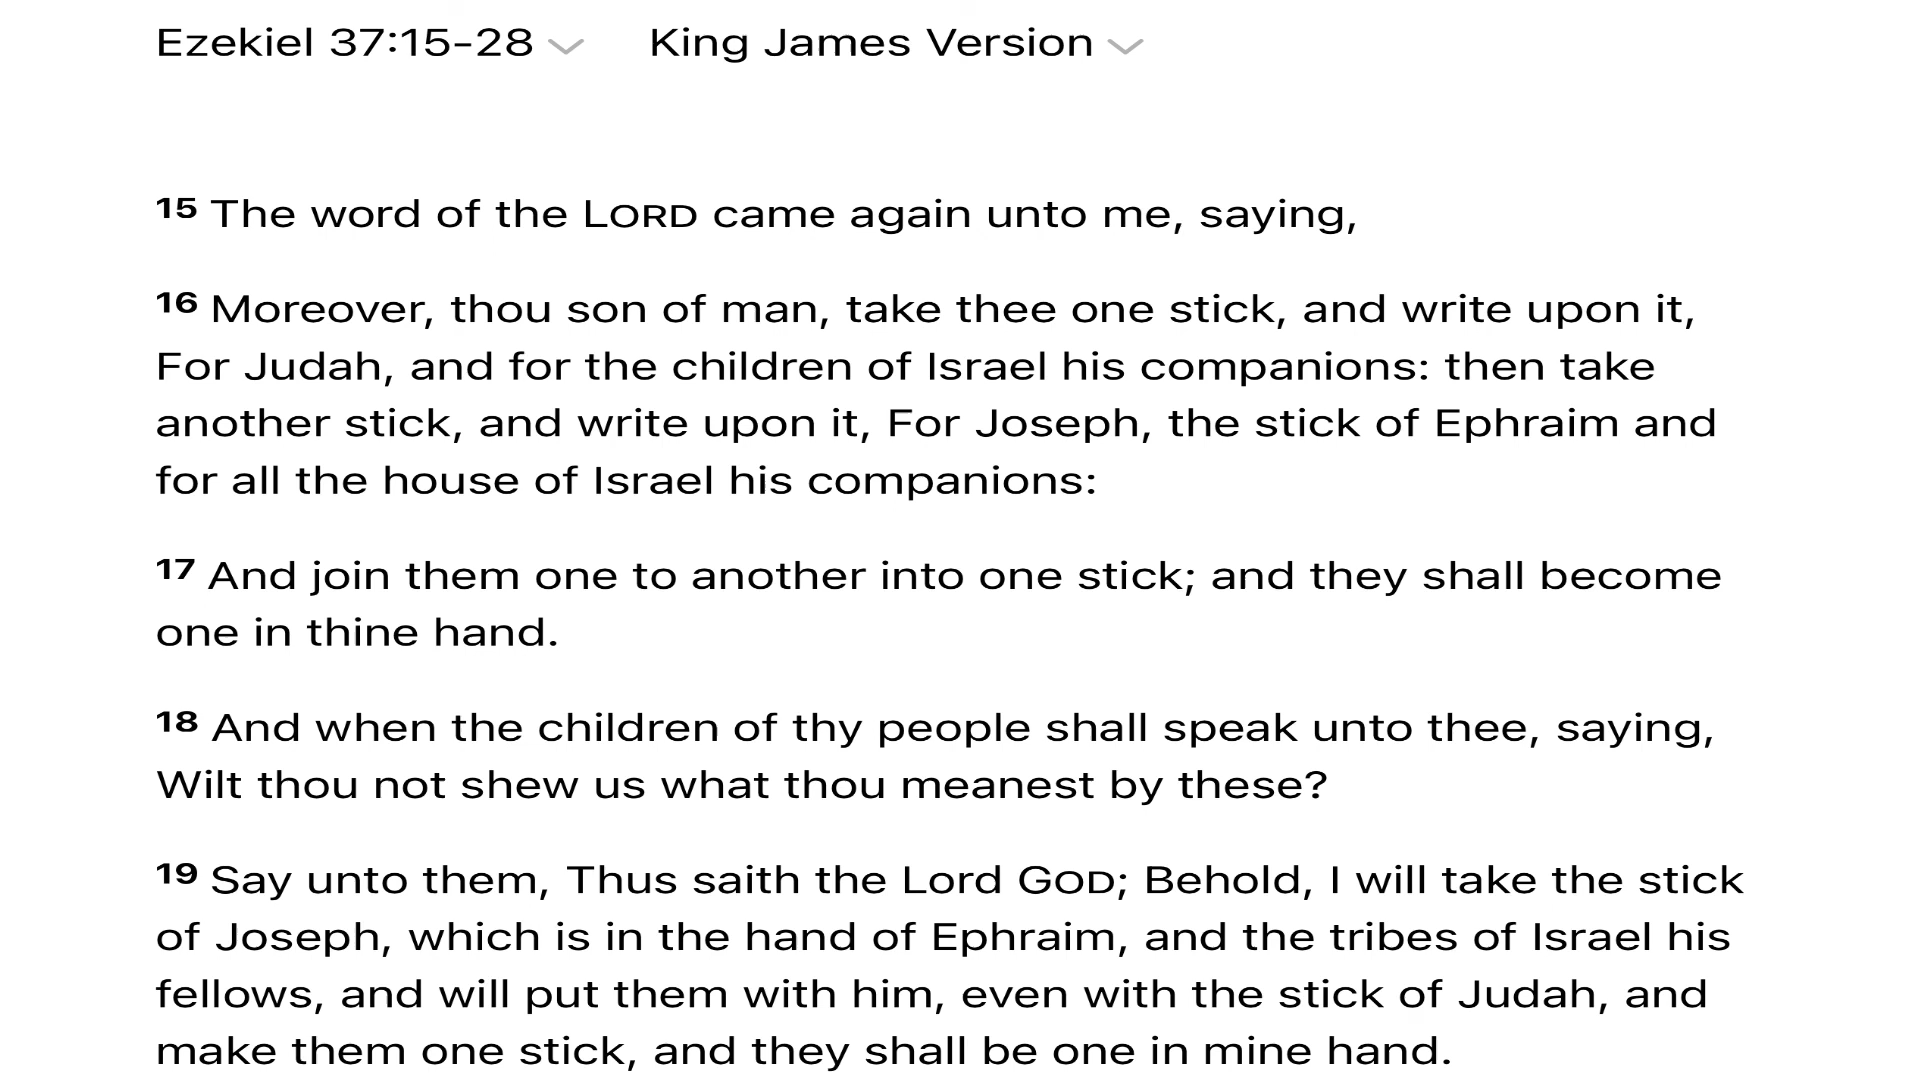 Ezekiel 37:15-28 King James Version
15 The word of the LORD came again unto me, saying,
16 Moreover, thou son of man, take thee one stick, and write upon it,
For Judah, and for the children of Israel his companions: then take
another stick, and write upon it, For Joseph, the stick of Ephraim and
for all the house of Israel his companions:
17 And join them one to another into one stick; and they shall become
one in thine hand.
18 And when the children of thy people shall speak unto thee, saying,
Wilt thou not shew us what thou meanest by these?
19 Say unto them, Thus saith the Lord GOD; Behold, I will take the stick
of Joseph, which is in the hand of Ephraim, and the tribes of Israel his
fellows, and will put them with him, even with the stick of Judah, and
make them one stick, and they shall be one in mine hand.